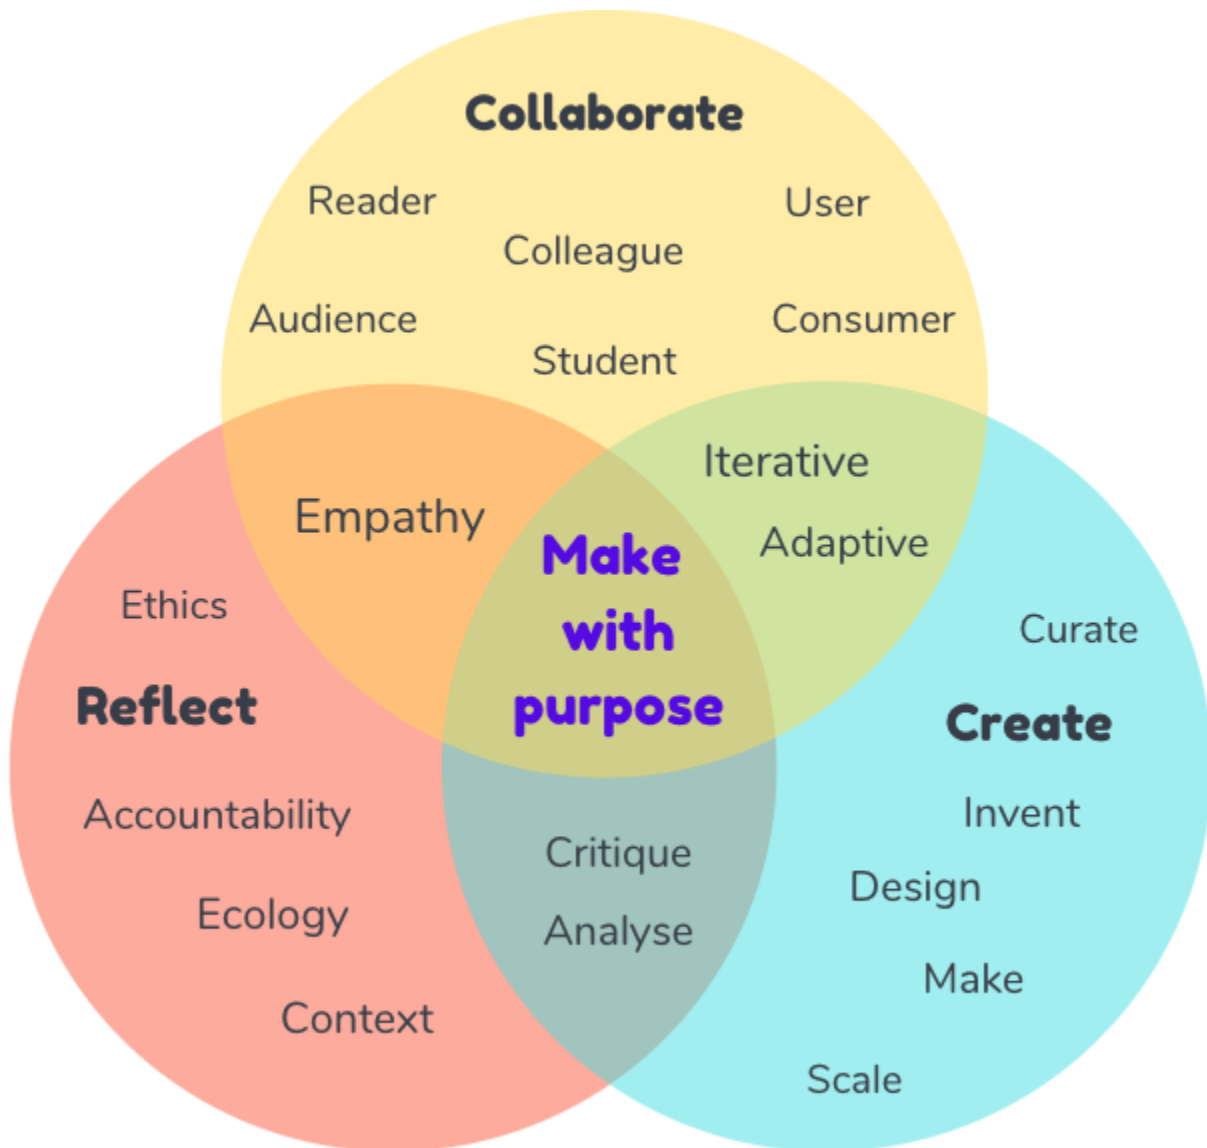 Collaborate
Reader
User
Colleague
Audience
Consumer
Student
Iterative
Empathy
Adaptive
Make
with
purpose
Ethics
Reflect
Accountability
Ecology
Context
Critique
Analyse
Curate
Create
Invent
Design
Make
Scale